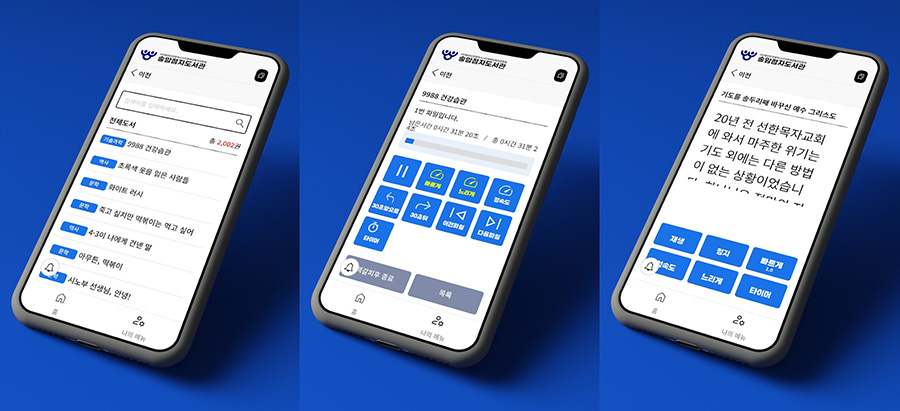 송암점자도서관
이전
검색어를 입력하세요.
전체도서
총 2,002권
기술과학 9988 건강습관
역사 초록색 옷을 입은 사람들
문학 화이트 러시
문학 죽고 싶지만 떡볶이는 먹고 싶어
역사 4·3이 나에게 건넨 말
문학 아무튼, 떡볶이
시노부 선생님, 안녕!
홈
나의 메뉴
송암점자도서관
이전
9988 건강습관
1번 파일입니다.
남은시간 0시간 31분 20초 / 총 0시간 31분 2
4초
빠르게
느리게
원속도
30초앞으로
30초뒤
이전파일
다음파일
타이머
책갈피후 종료
목록
홈
나의 메뉴
송암점자도서관
이전
기도를 송두리째 바꾸신 예수 그리스도
20년 전 선한목자교회
에 와서 마주한 위기는
기도 외에는 다른 방법
이 없는 상황이었습니
재생
정지
빠르게
1.0
원속도
느리게
타이머
홈
나의 메뉴